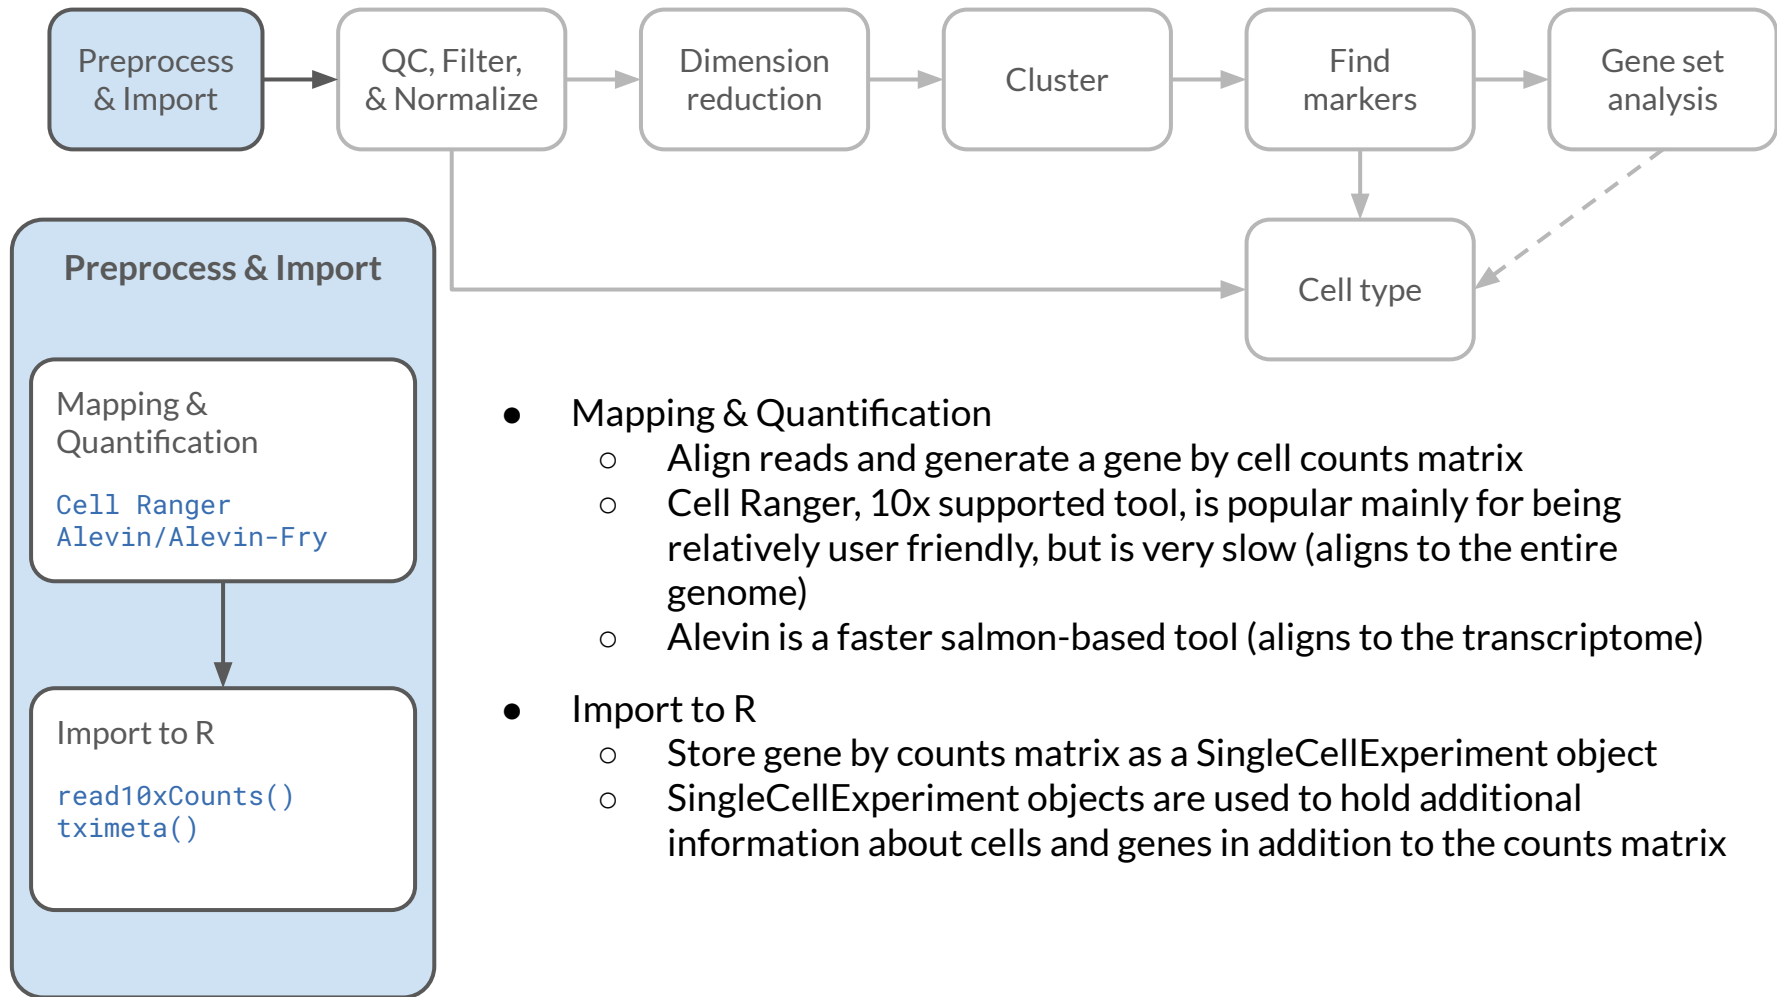 Preprocess
& Import
QC, Filter,
& Normalize
Dimension
reduction
Cluster
Find
markers
Gene set
analysis
Cell type
Preprocess & Import
Mapping &
Quantification
Cell Ranger
Alevin/Alevin-Fry
Import to R
read10xCounts()
tximeta()
● Mapping & Quantification
○ Align reads and generate a gene by cell counts matrix
○ Cell Ranger, 10x supported tool, is popular mainly for being
relatively user friendly, but is very slow (aligns to the entire
genome)
○ Alevin is a faster salmon-based tool (aligns to the transcriptome)
● Import to R
○ Store gene by counts matrix as a SingleCellExperiment object
○ SingleCellExperiment objects are used to hold additional
information about cells and genes in addition to the counts matrix